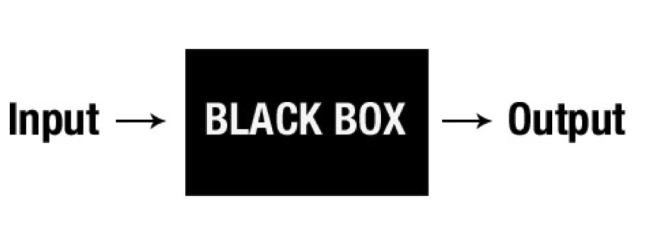 Input → BLACK BOX → Output